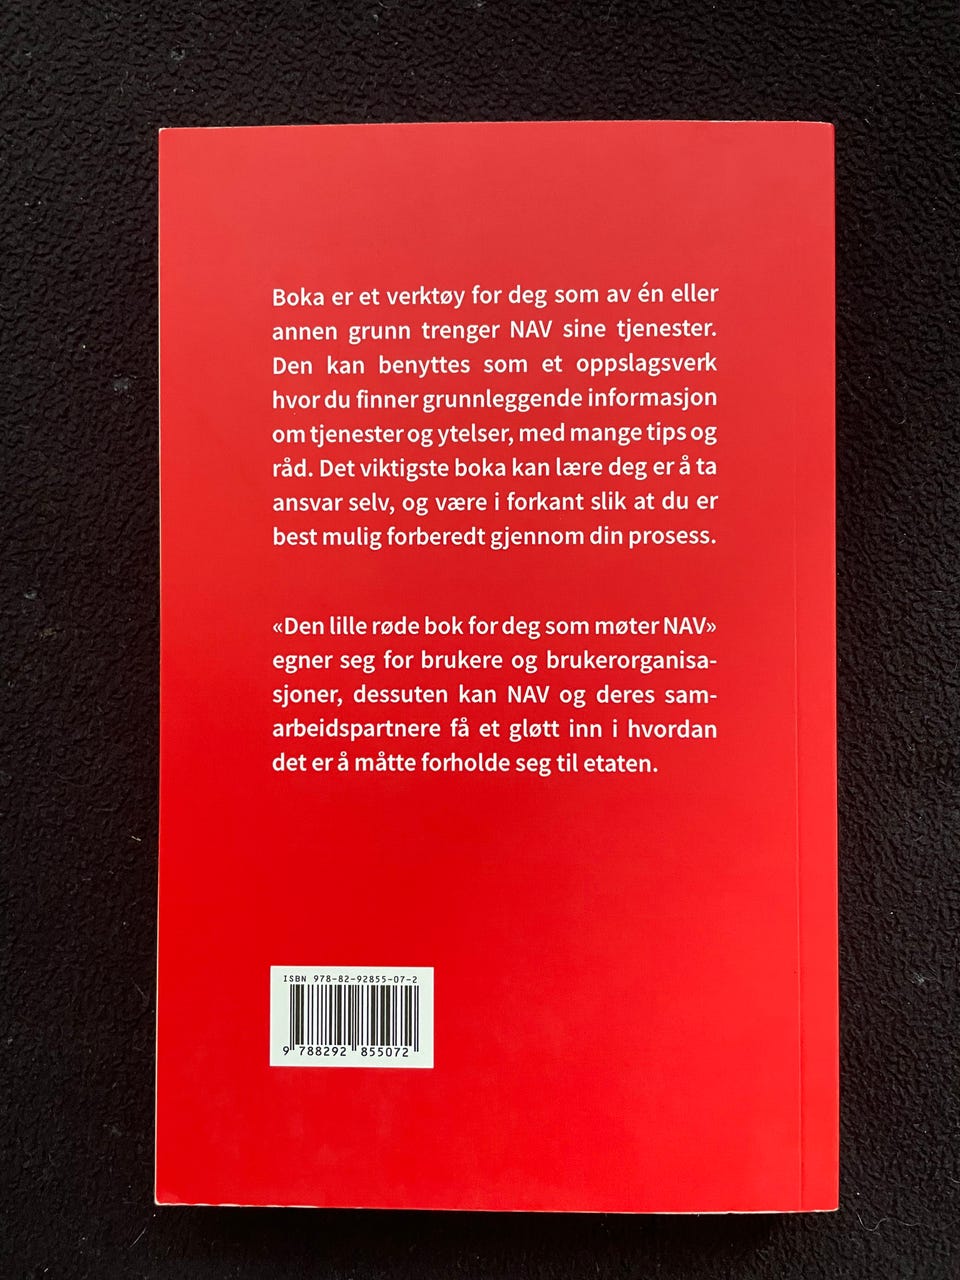 Boka er et verktøy for deg som av én eller
annen grunn trenger NAV sine tjenester.
Den kan benyttes som et oppslagsverk
hvor du finner grunnleggende informasjon
om tjenester og ytelser, med mange tips og
råd. Det viktigste boka kan lære deg er å ta
ansvar selv, og være i forkant slik at du er
best mulig forberedt gjennom din prosess.
«Den lille røde bok for deg som møter NAV»
egner seg for brukere og brukerorganisa-
sjoner, dessuten kan NAV og deres sam-
arbeidspartnere få et gløtt inn i hvordan
det er å måtte forholde seg til etaten.
ISBN 978-82-92855-07-2
9 788292 855072